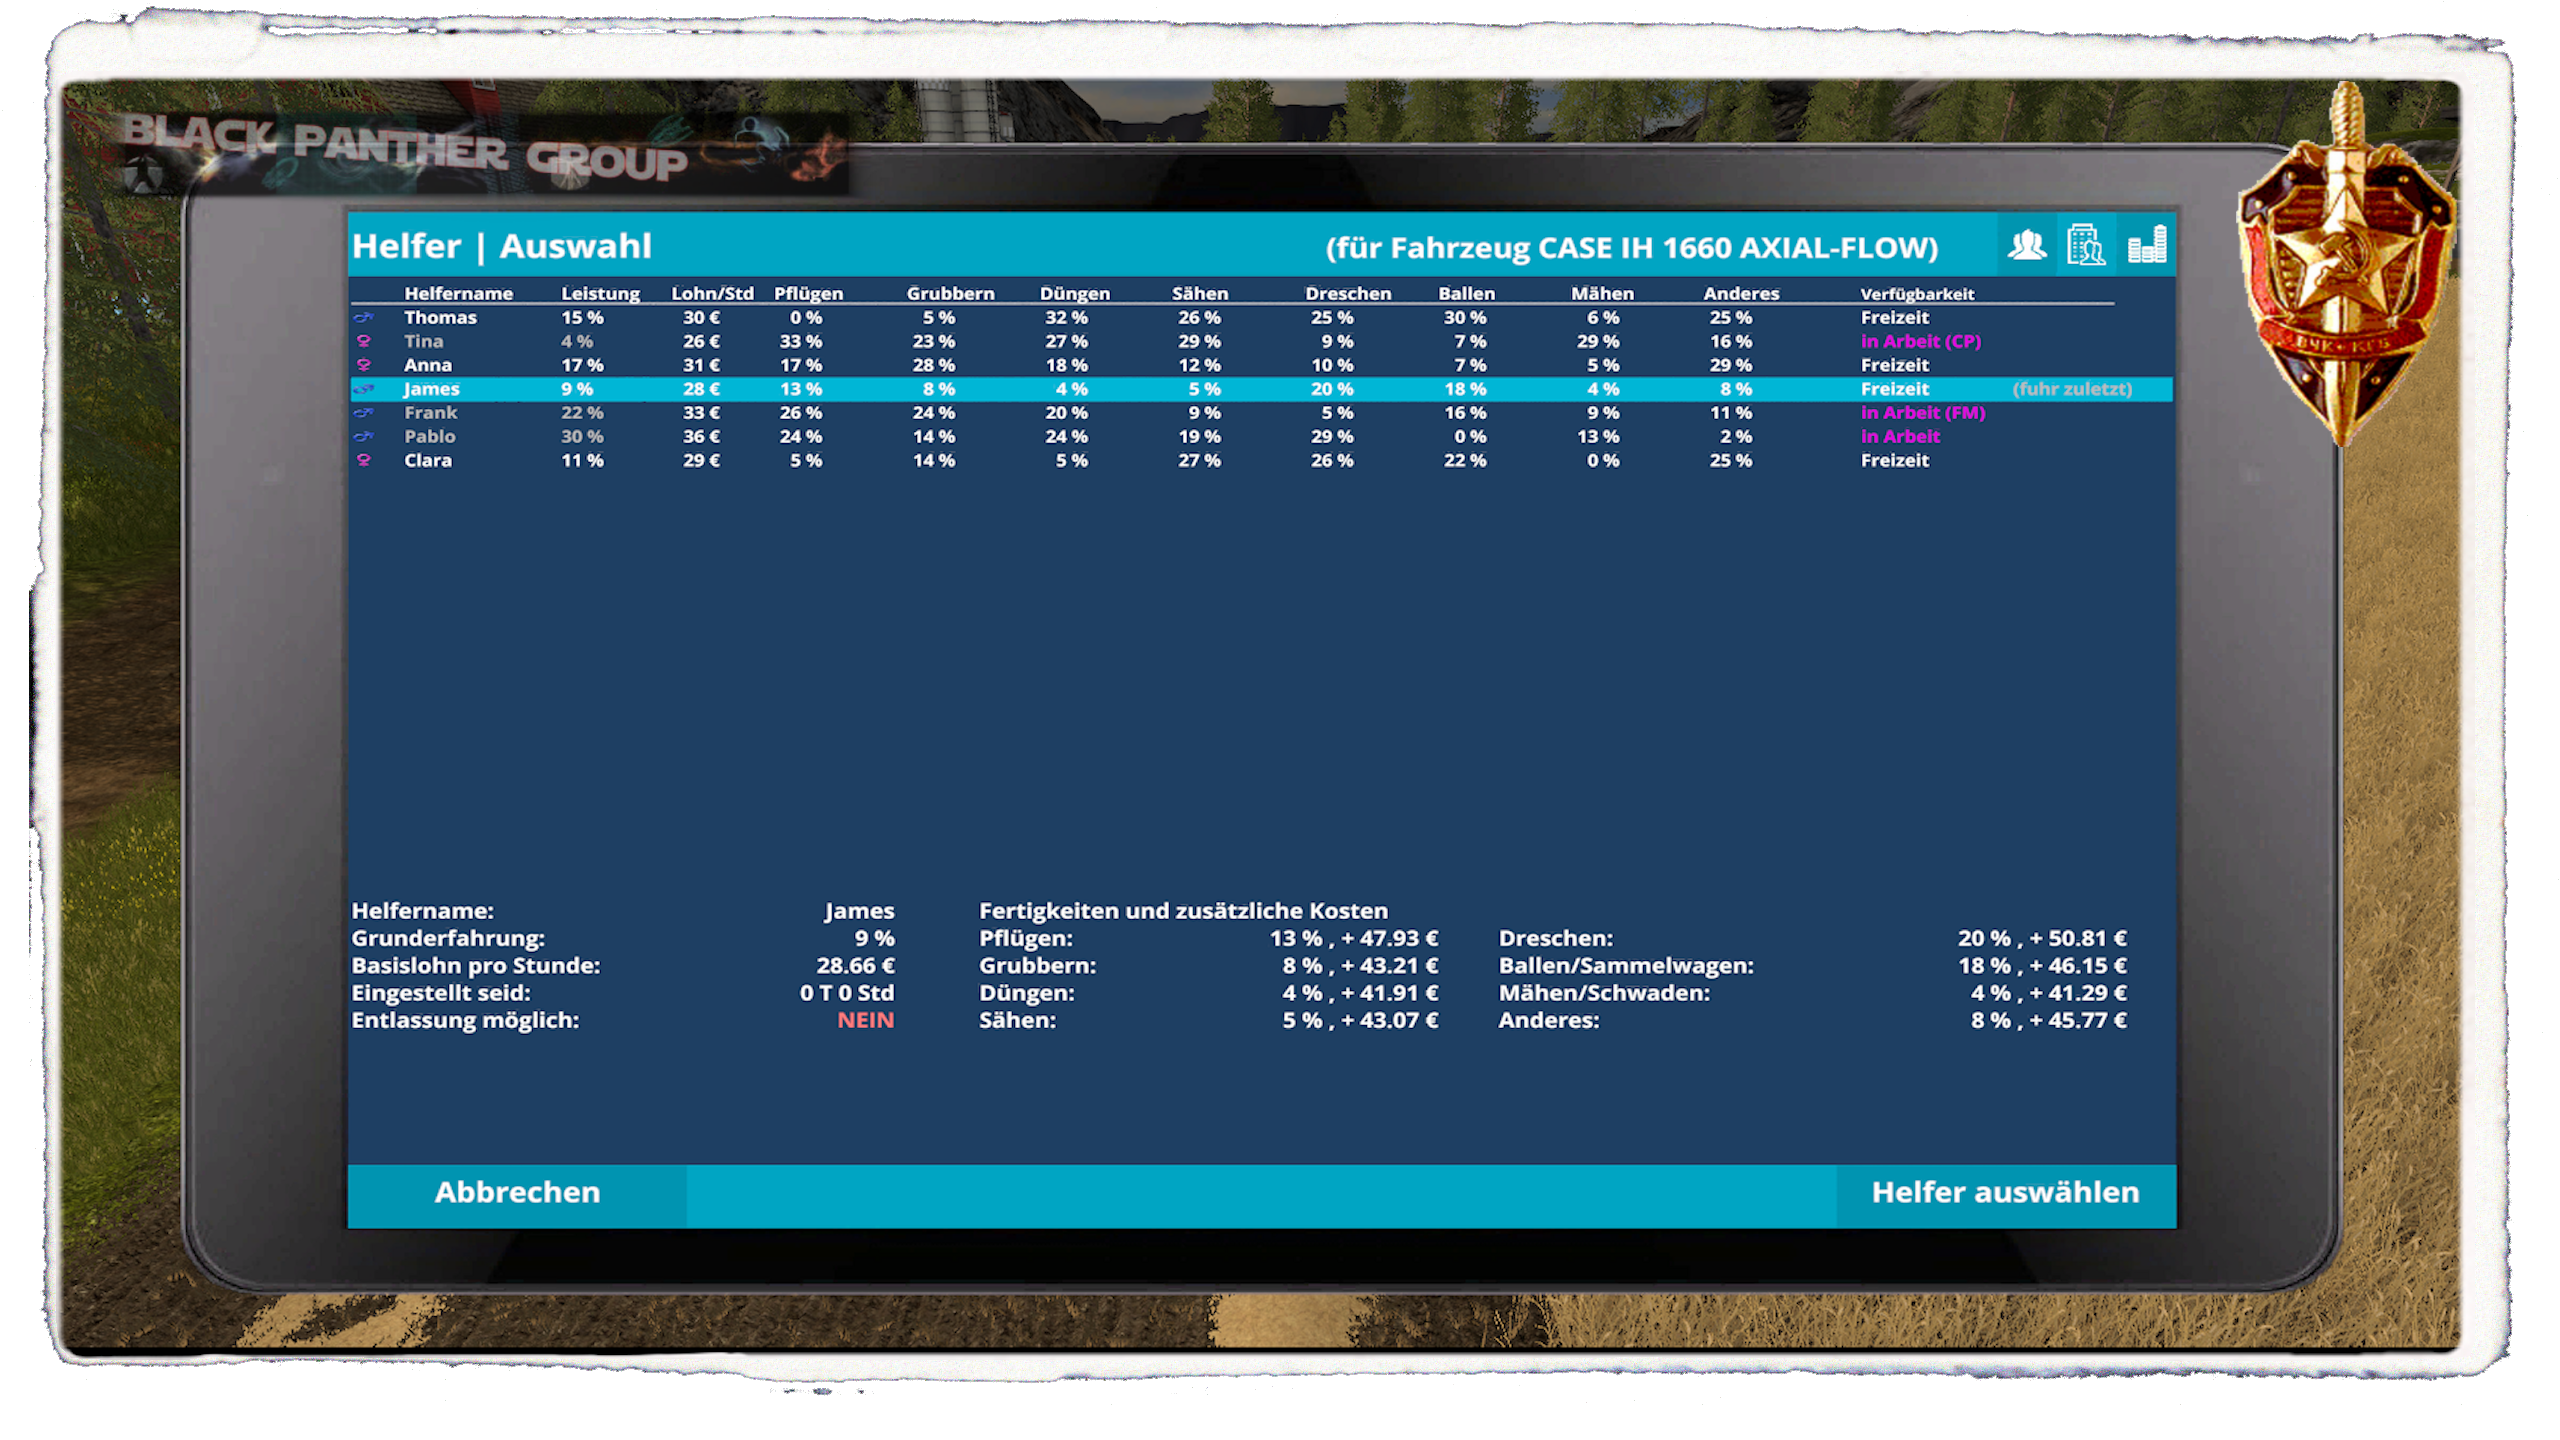 BLACK PANTHER GROUP
Helfer | Auswahl (für Fahrzeug CASE IH 1660 AXIAL-FLOW)
Helfername Leistung Lohn/Std Pflügen Grubbern Düngen Sähen Dreschen Ballen Mähen Anderes Verfügbarkeit
Thomas 15 % 30 € 0 % 5 % 32 % 26 % 25 % 30 % 6 % 25 % Freizeit
Tina 4 % 26 € 33 % 23 % 27 % 29 % 9 % 7 % 29 % 16 % in Arbeit (CP)
Anna 17 % 31 € 17 % 28 % 18 % 12 % 10 % 7 % 5 % 29 % Freizeit
James 9 % 28 € 13 % 8 % 4 % 5 % 20 % 18 % 4 % 8 % Freizeit (fuhr zuletzt)
Frank 22 % 33 € 26 % 24 % 20 % 9 % 5 % 16 % 9 % 11 % in Arbeit (FM)
Pablo 30 % 36 € 24 % 14 % 24 % 19 % 29 % 0 % 13 % 2 % in Arbeit
Clara 11 % 29 € 5 % 14 % 5 % 27 % 26 % 22 % 0 % 25 % Freizeit
ВЧК-КГБ
Helfername: James Fertigkeiten und zusätzliche Kosten
Grunderfahrung: 9 % Pflügen: 13 % , + 47.93 € Dreschen: 20 % , + 50.81 €
Basislohn pro Stunde: 28.66 € Grubbern: 8 % , + 43.21 € Ballen/Sammelwagen: 18 % , + 46.15 €
Eingestellt seid: 0 T 0 Std Düngen: 4 % , + 41.91 € Mähen/Schwaden: 4 % , + 41.29 €
Entlassung möglich: NEIN Sähen: 5 % , + 43.07 € Anderes: 8 % , + 45.77 €
Abbrechen Helfer auswählen